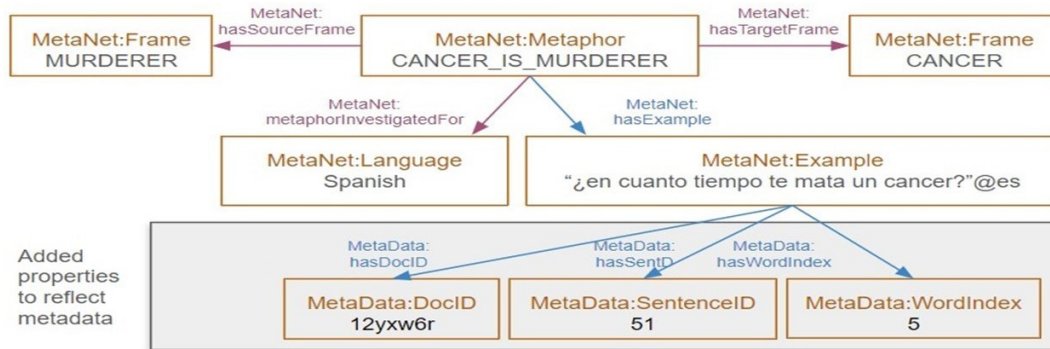 MetaNet:
hasSourceFrame
MetaNet:
hasTargetFrame
MetaNet:Frame
MURDERER
MetaNet:Metaphor
CANCER_IS_MURDERER
MetaNet:Frame
CANCER
MetaNet:
metaphorInvestigatedFor
MetaNet:
hasExample
MetaNet:Language
Spanish
MetaNet:Example
“¿en cuanto tiempo te mata un cancer?”@es
Added
properties
to reflect
metadata
MetaData:
hasDocID
MetaData:
hasSentD
MetaData:
hasWordIndex
MetaData:DocID
12yxw6r
MetaData:SentenceID
51
MetaData:WordIndex
5